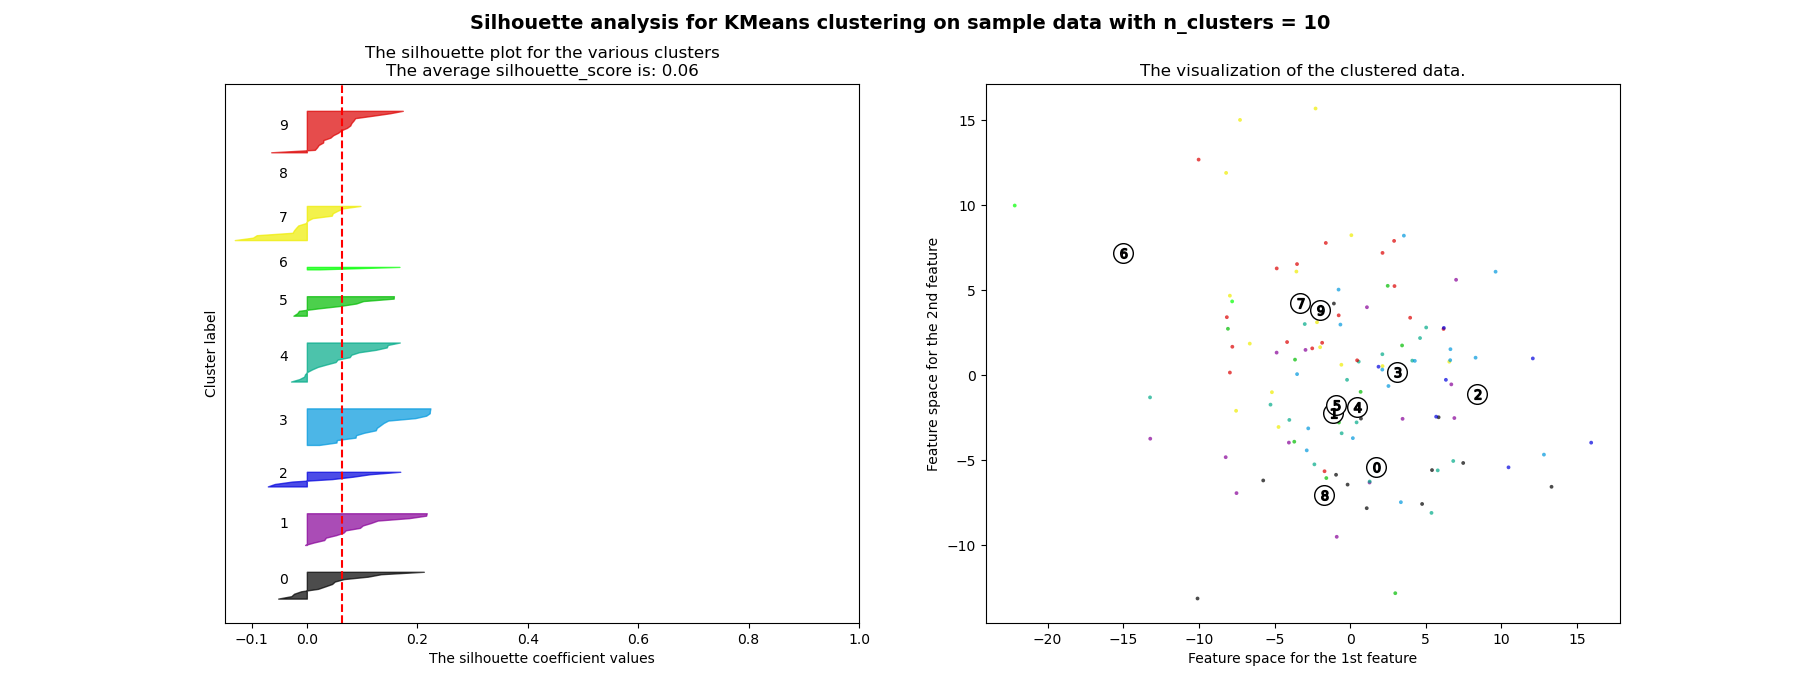 Silhouette analysis for KMeans clustering on sample data with n_clusters = 10
The silhouette plot for the various clusters
The average silhouette_score is: 0.06
9
8
7
6
5
4
3
2
1
0
Cluster label
−0.1 0.0 0.2 0.4 0.6 0.8 1.0
The silhouette coefficient values
The visualization of the clustered data.
15
10
5
0
−5
−10
Feature space for the 2nd feature
6
7
9
3
2
5
4
1
0
8
−20 −15 −10 −5 0 5 10 15
Feature space for the 1st feature